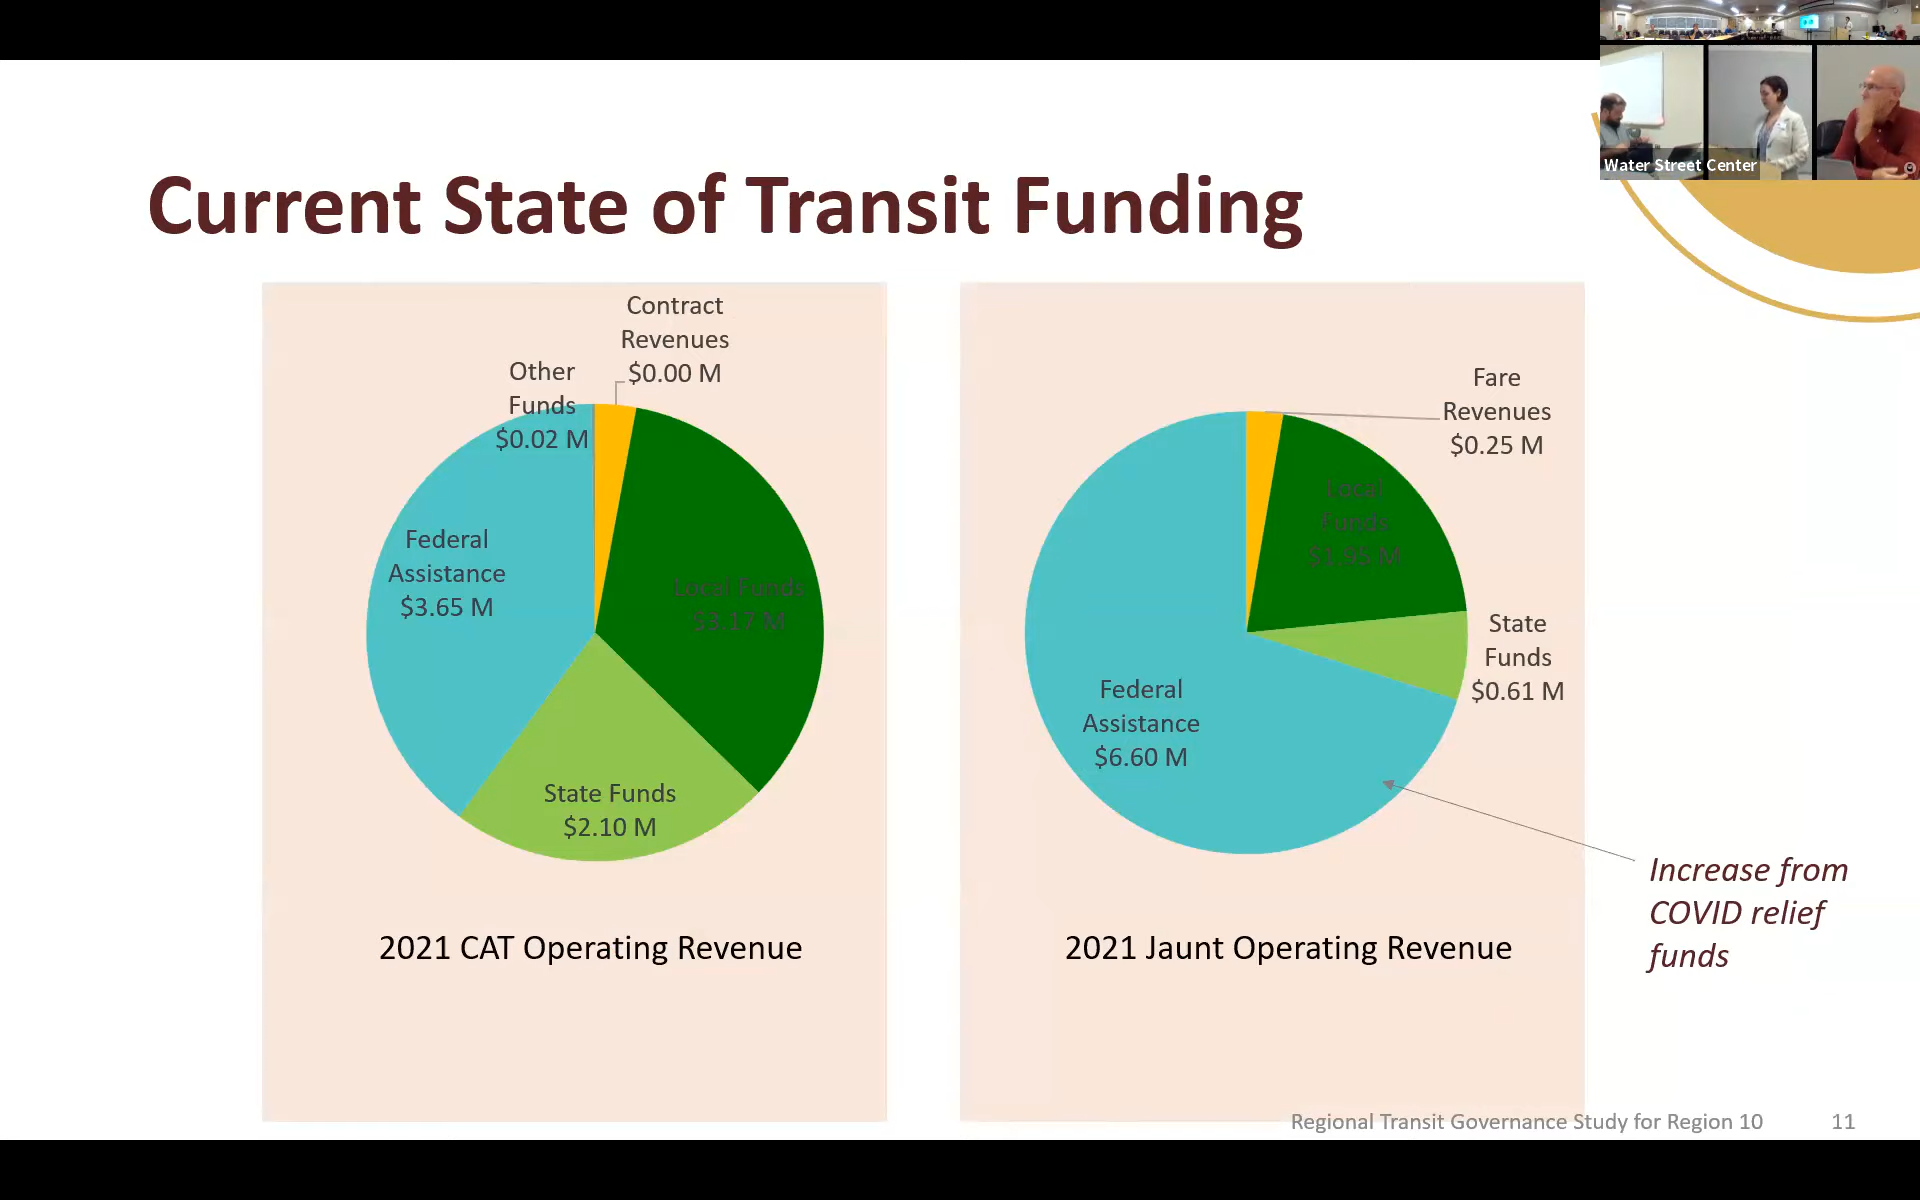 Water Street Center
Current State of Transit Funding
Contract
Revenues
$0.00 M
Other
Funds
$0.02 M
Federal
Assistance
$3.65 M
Local Funds
$3.17 M
State Funds
$2.10 M
2021 CAT Operating Revenue
Fare
Revenues
$0.25 M
Local
Funds
$1.95 M
State
Funds
$0.61 M
Federal
Assistance
$6.60 M
2021 Jaunt Operating Revenue
Increase from
COVID relief
funds
Regional Transit Governance Study for Region 10
11